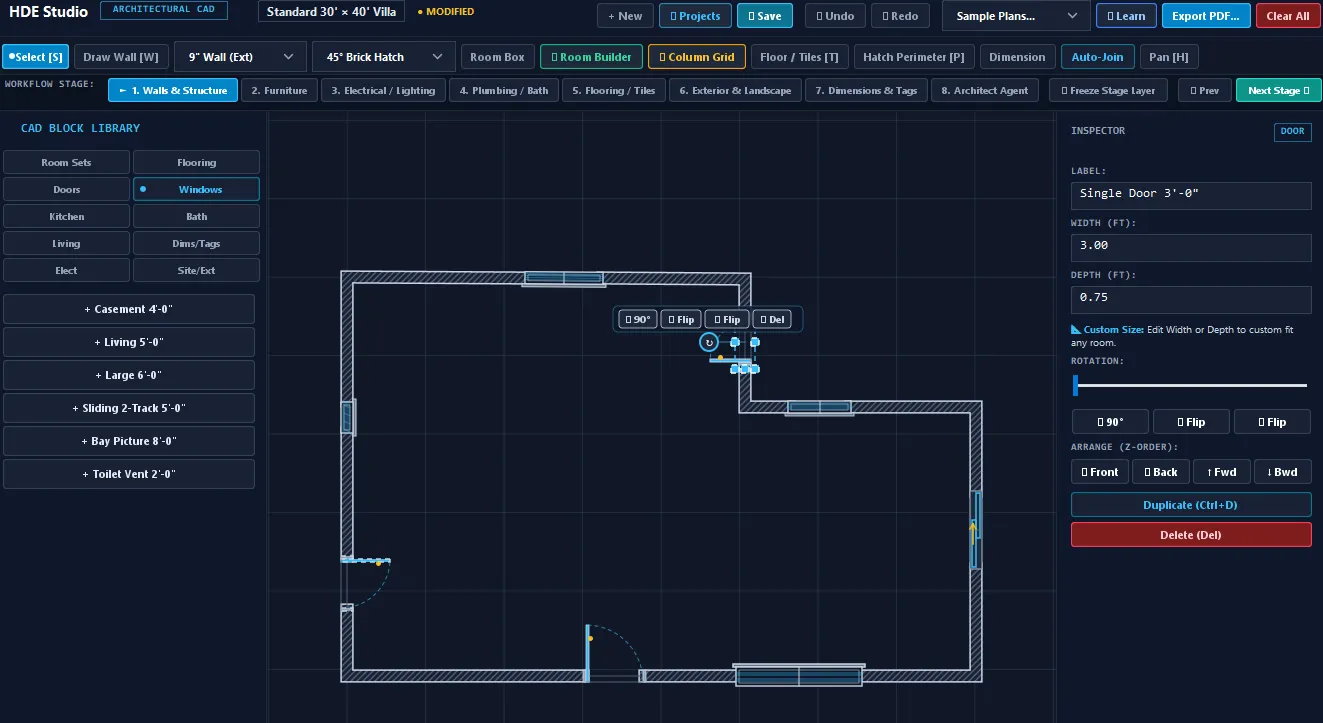 HDE Studio ARCHITECTURAL CAD Standard 30' × 40' Villa ● MODIFIED + New Projects Save Undo Redo Sample Plans... Learn Export PDF... Clear All
Select [S] Draw Wall [W] 9" Wall (Ext) 45° Brick Hatch Room Box Room Builder Column Grid Floor / Tiles [T] Hatch Perimeter [P] Dimension Auto-Join Pan [H]
WORKFLOW STAGE: ← 1. Walls & Structure 2. Furniture 3. Electrical / Lighting 4. Plumbing / Bath 5. Flooring / Tiles 6. Exterior & Landscape 7. Dimensions & Tags 8. Architect Agent Freeze Stage Layer Prev Next Stage
CAD BLOCK LIBRARY
Room Sets Flooring
Doors Windows
Kitchen Bath
Living Dims/Tags
Elect Site/Ext
+ Casement 4'-0"
+ Living 5'-0"
+ Large 6'-0"
+ Sliding 2-Track 5'-0"
+ Bay Picture 8'-0"
+ Toilet Vent 2'-0"
90° Flip Flip Del
↻
INSPECTOR DOOR
LABEL:
Single Door 3'-0"
WIDTH (FT):
3.00
DEPTH (FT):
0.75
Custom Size: Edit Width or Depth to custom fit
any room.
ROTATION:
90° Flip Flip
ARRANGE (Z-ORDER):
Front Back ↑ Fwd ↓ Bwd
Duplicate (Ctrl+D)
Delete (Del)